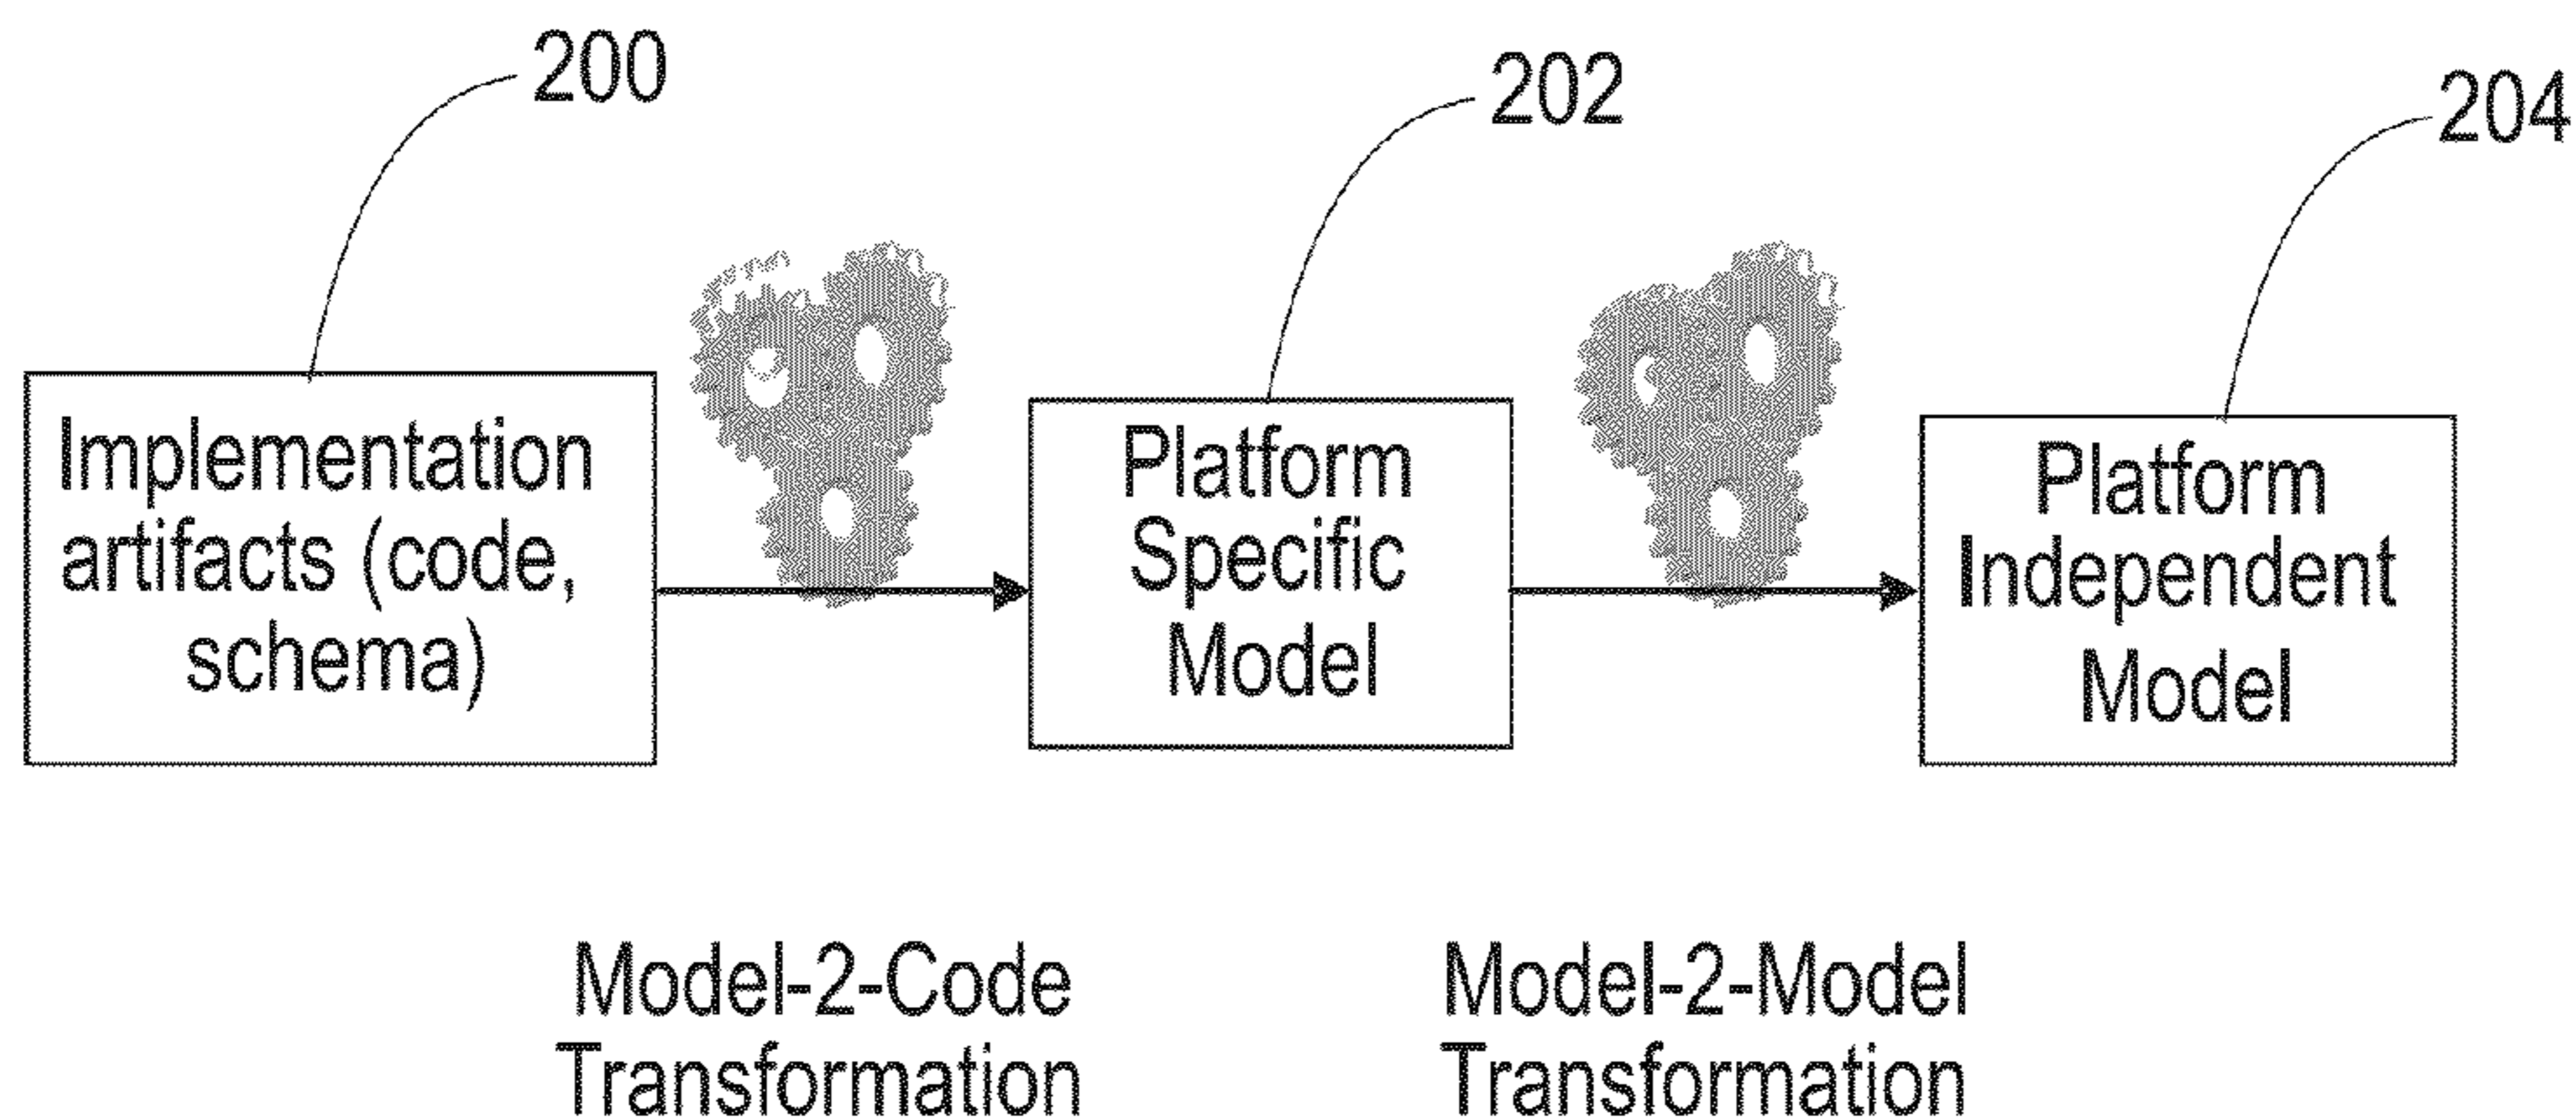 200
202
204
Implementation
artifacts (code,
schema)
Platform
Specific
Model
Platform
Independent
Model
Model-2-Code
Transformation
Model-2-Model
Transformation